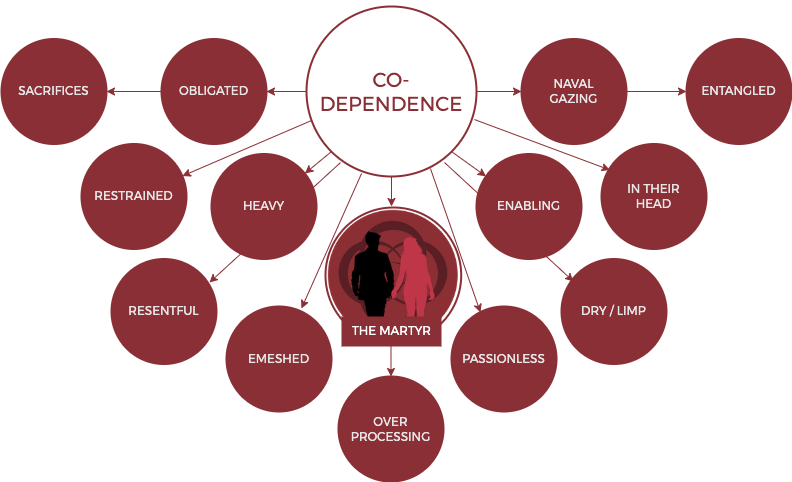 CO-
DEPENDENCE
SACRIFICES
OBLIGATED
NAVAL
GAZING
ENTANGLED
RESTRAINED
HEAVY
ENABLING
IN THEIR
HEAD
RESENTFUL
THE MARTYR
DRY / LIMP
EMESHED
PASSIONLESS
OVER
PROCESSING